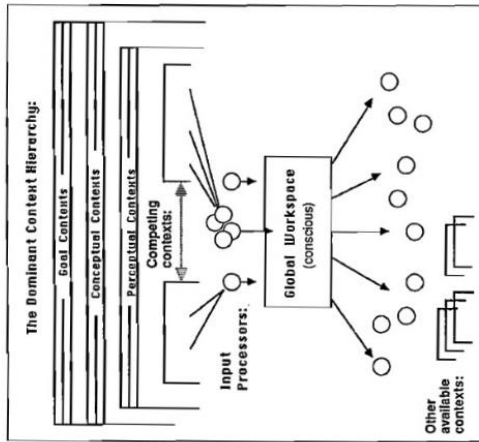 The Dominant Context Hierarchy:
Goal Contexts
Conceptual Contexts
Perceptual Contexts
Competing
contexts:
Input
Processors:
Global Workspace
(conscious)
Other
available
contexts: